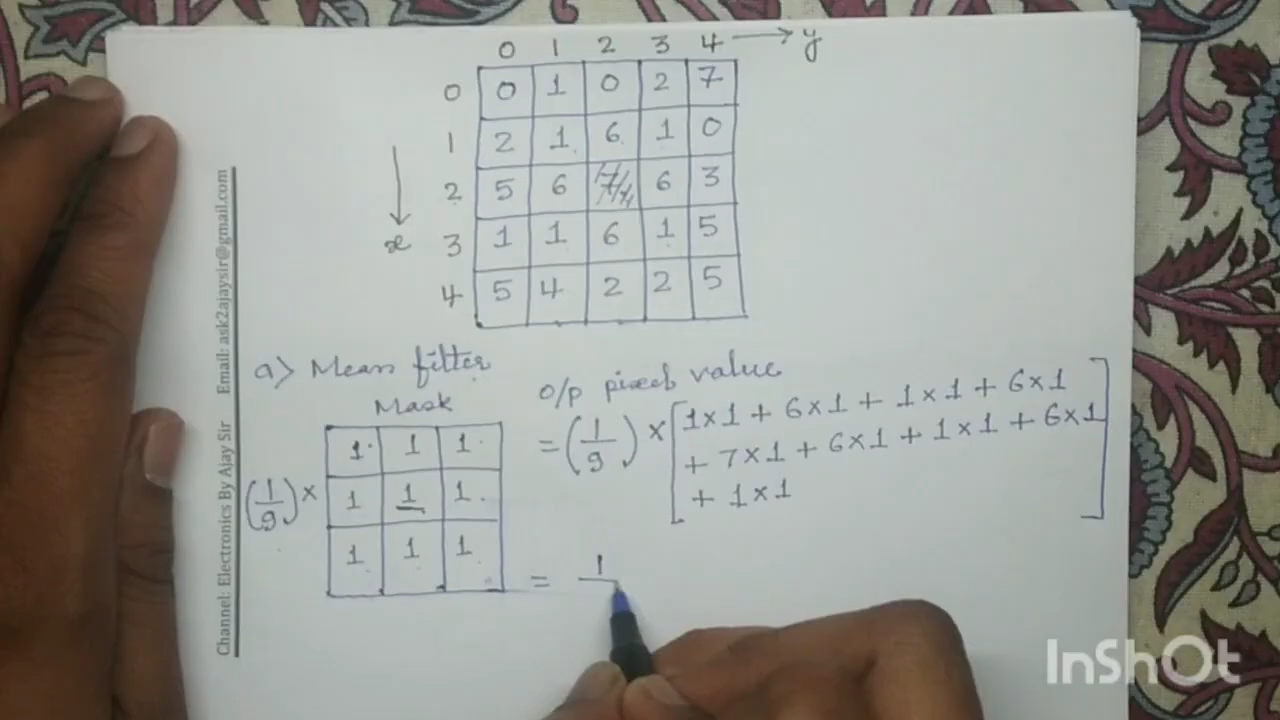 0 1 2 3 4 → y
0 0 1 0 2 7
1 2 1 6 1 0
2 5 6 7 6 3
x 3 1 1 6 1 5
4 5 4 2 2 5
a) Mean filter
Mask
(1/9) ×
1 1 1
1 1 1
1 1 1
o/p pixel value
= (1/9) × [1×1 + 6×1 + 1×1 + 6×1
+ 7×1 + 6×1 + 1×1 + 6×1
+ 1×1]
= 1
Channel: Electronics By Ajay Sir Email: ask2ajaysir@gmail.com
InShOt